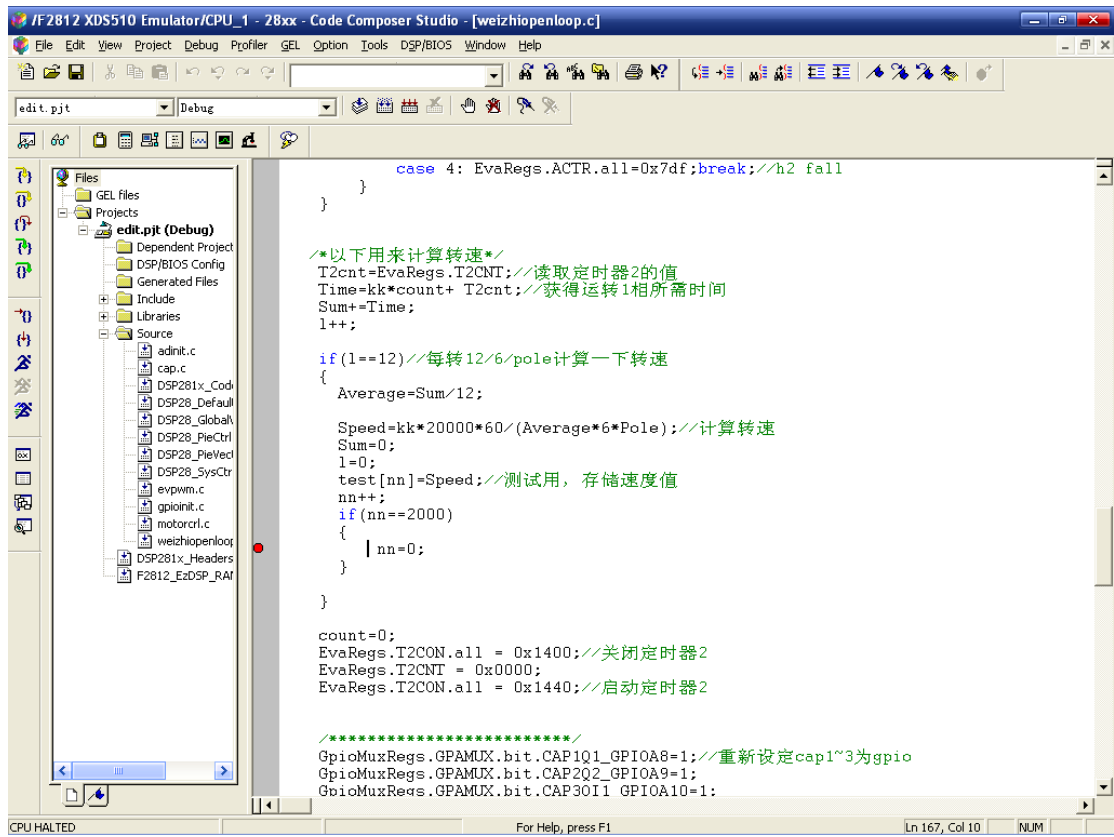 /F2812 XDS510 Emulator/CPU_1 - 28xx - Code Composer Studio - [weizhiopenloop.c]
File Edit View Project Debug Profiler GEL Option Tools DSP/BIOS Window Help
edit.pjt Debug
Files
GEL files
Projects
edit.pjt (Debug)
Dependent Project
DSP/BIOS Config
Generated Files
Include
Libraries
Source
adinit.c
cap.c
DSP281x_Code
DSP28_Default
DSP28_Global
DSP28_PieCtrl
DSP28_PieVect
DSP28_SysCtr
evpwm.c
gpioinit.c
motorcrl.c
weizhiopenloop
DSP281x_Headers
F2812_EzDSP_RAM
case 4: EvaRegs.ACTR.all=0x7df;break;//h2 fall
}
}
/*以下用来计算转速*/
T2cnt=EvaRegs.T2CNT;//读取定时器2的值
Time=kk*count+ T2cnt;//获得运转1相所需时间
Sum+=Time;
l++;
if(l==12)//每转12/6/pole计算一下转速
{
Average=Sum/12;
Speed=kk*20000*60/(Average*6*Pole);//计算转速
Sum=0;
l=0;
test[nn]=Speed;//测试用，存储速度值
nn++;
if(nn==2000)
{
nn=0;
}
}
count=0;
EvaRegs.T2CON.all = 0x1400;//关闭定时器2
EvaRegs.T2CNT = 0x0000;
EvaRegs.T2CON.all = 0x1440;//启动定时器2
/**************************/
GpioMuxRegs.GPAMUX.bit.CAP1Q1_GPIOA8=1;//重新设定cap1~3为gpio
GpioMuxRegs.GPAMUX.bit.CAP2Q2_GPIOA9=1;
GpioMuxRegs.GPAMUX.bit.CAP3QI1_GPIOA10=1;
CPU HALTED For Help, press F1 Ln 167, Col 10 NUM